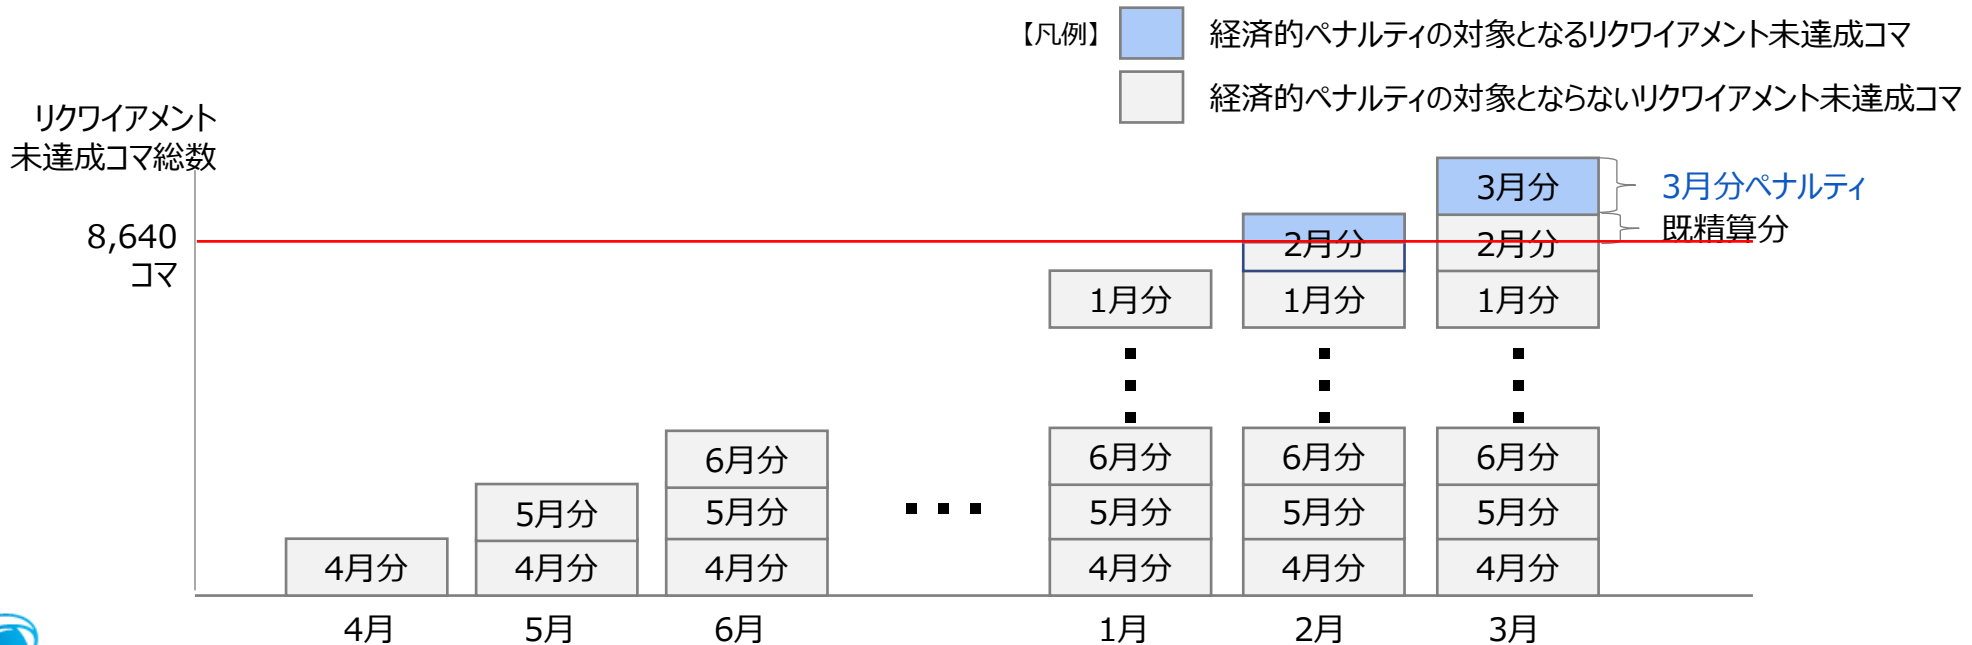 【凡例】
経済的ペナルティの対象となるリクワイアメント未達成コマ
経済的ペナルティの対象とならないリクワイアメント未達成コマ
リクワイアメント
未達成コマ総数
8,640
コマ
3月分
3月分ペナルティ
2月分
2月分
既精算分
1月分
1月分
1月分
6月分
6月分
6月分
6月分
5月分
5月分
5月分
5月分
5月分
4月分
4月分
4月分
4月分
4月分
4月分
4月
5月
6月
1月
2月
3月